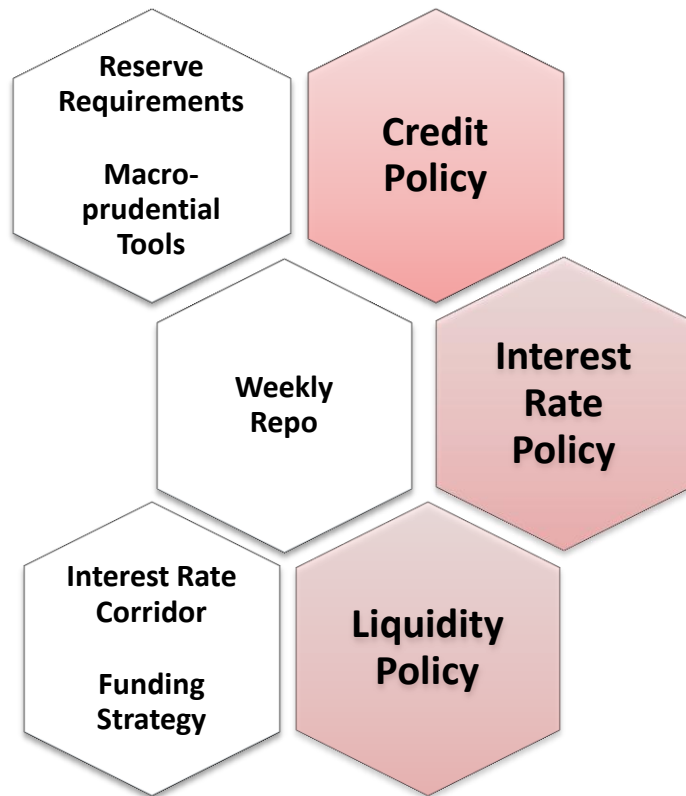 Reserve
Requirements
Macro-
prudential
Tools
Credit
Policy
Weekly
Repo
Interest
Rate
Policy
Interest Rate
Corridor
Funding
Strategy
Liquidity
Policy